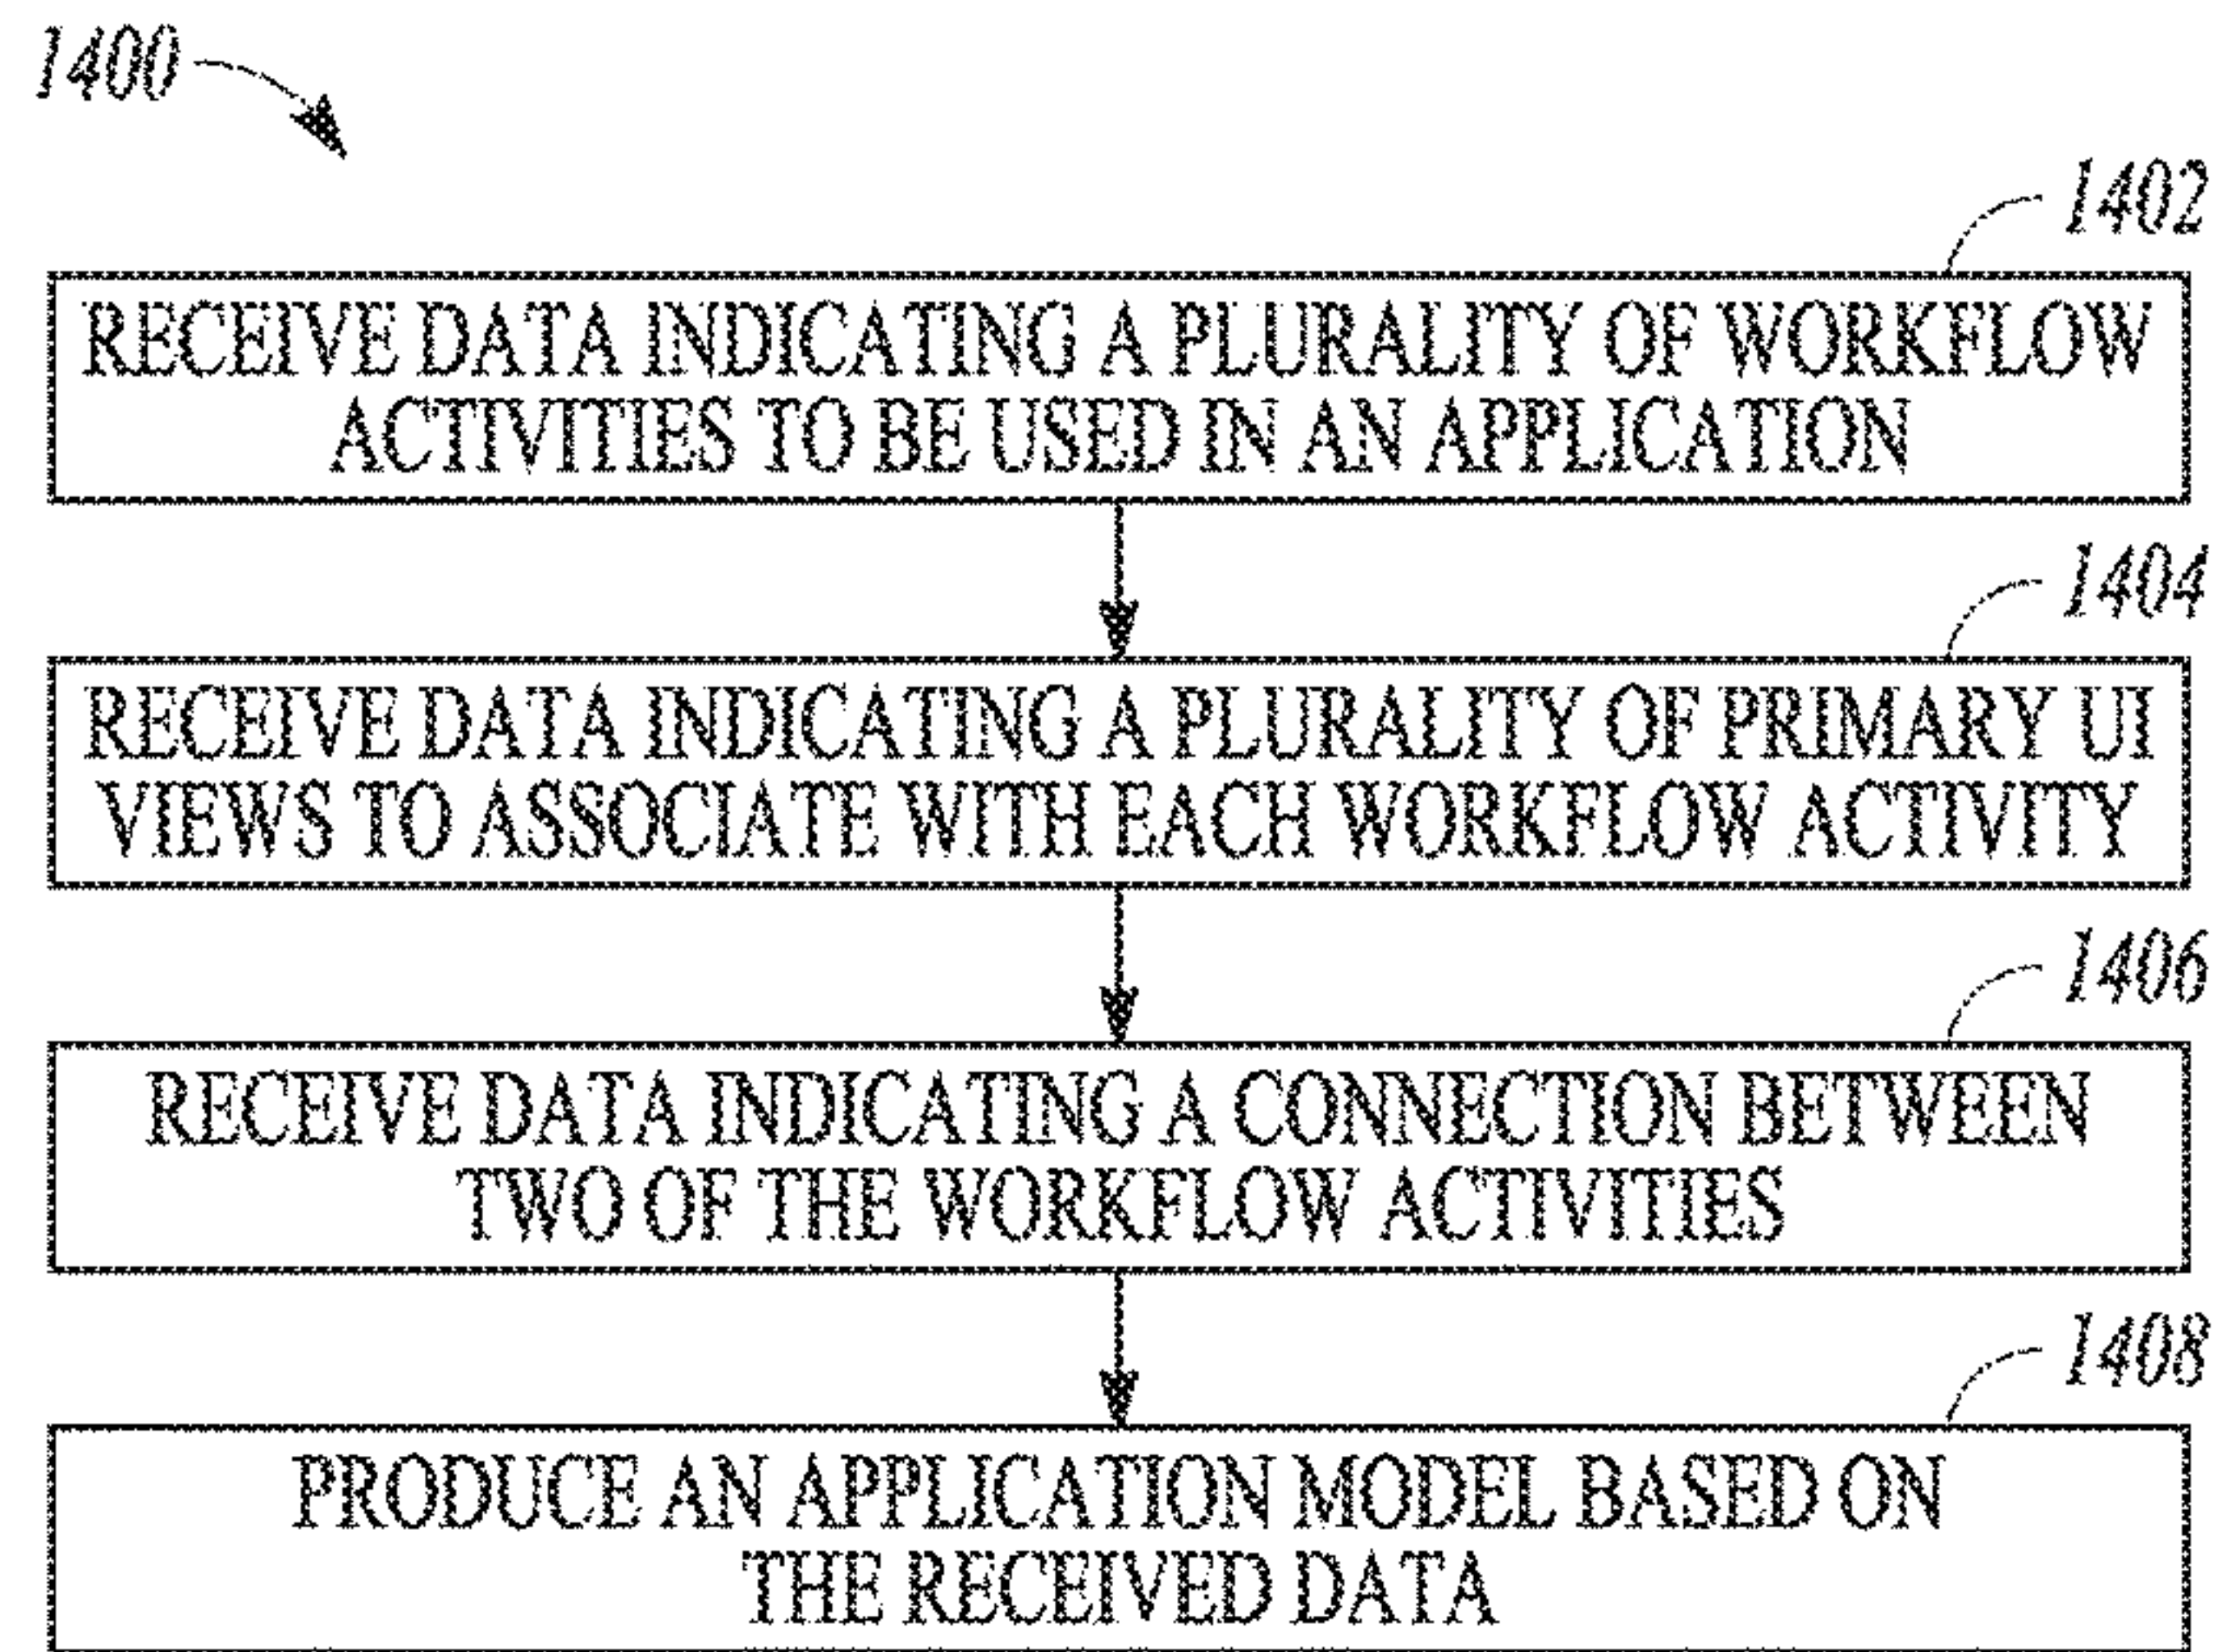 1400
1402
RECEIVE DATA INDICATING A PLURALITY OF WORKFLOW
ACTIVITIES TO BE USED IN AN APPLICATION
1404
RECEIVE DATA INDICATING A PLURALITY OF PRIMARY UI
VIEWS TO ASSOCIATE WITH EACH WORKFLOW ACTIVITY
1406
RECEIVE DATA INDICATING A CONNECTION BETWEEN
TWO OF THE WORKFLOW ACTIVITIES
1408
PRODUCE AN APPLICATION MODEL BASED ON
THE RECEIVED DATA